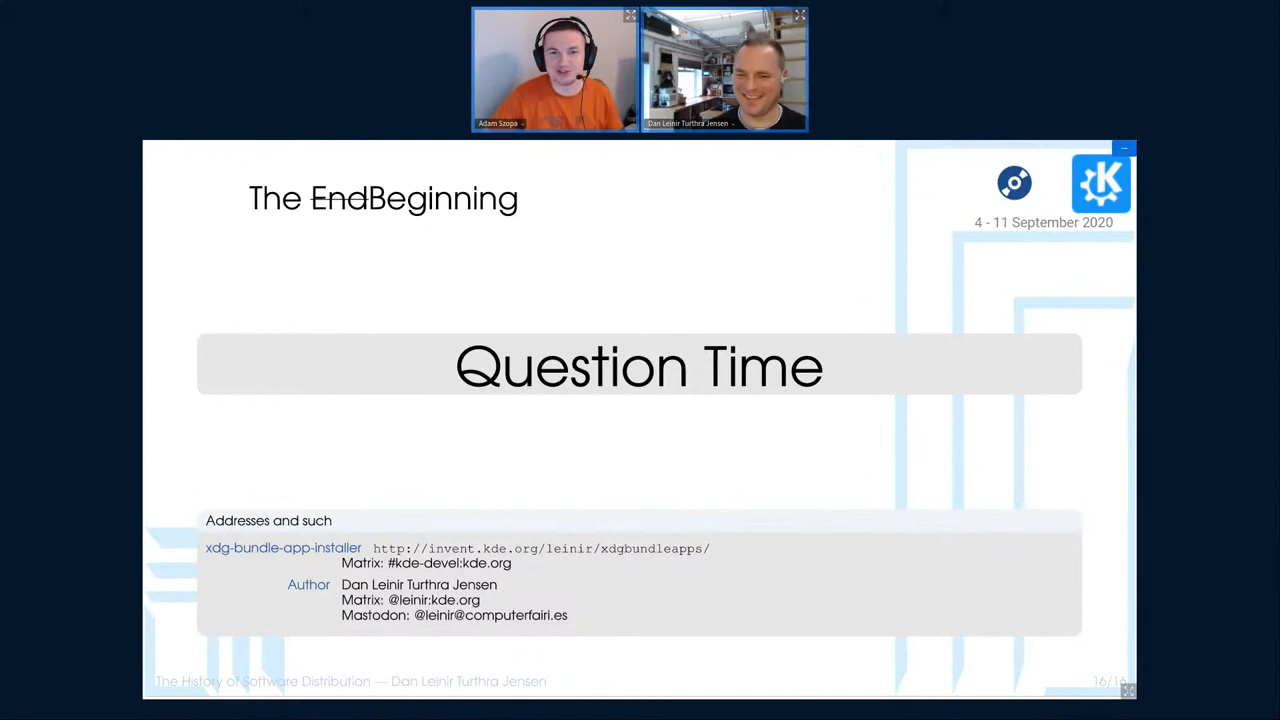 Adam Szopa
Dan Leinir Turthra Jensen
The EndBeginning
K
4 - 11 September 2020
Question Time
Addresses and such
xdg-bundle-app-installer http://invent.kde.org/leinir/xdgbundleapps/
Matrix: #kde-devel:kde.org
Author Dan Leinir Turthra Jensen
Matrix: @leinir:kde.org
Mastodon: @leinir@computerfairi.es
The History of Software Distribution — Dan Leinir Turthra Jensen
16/16